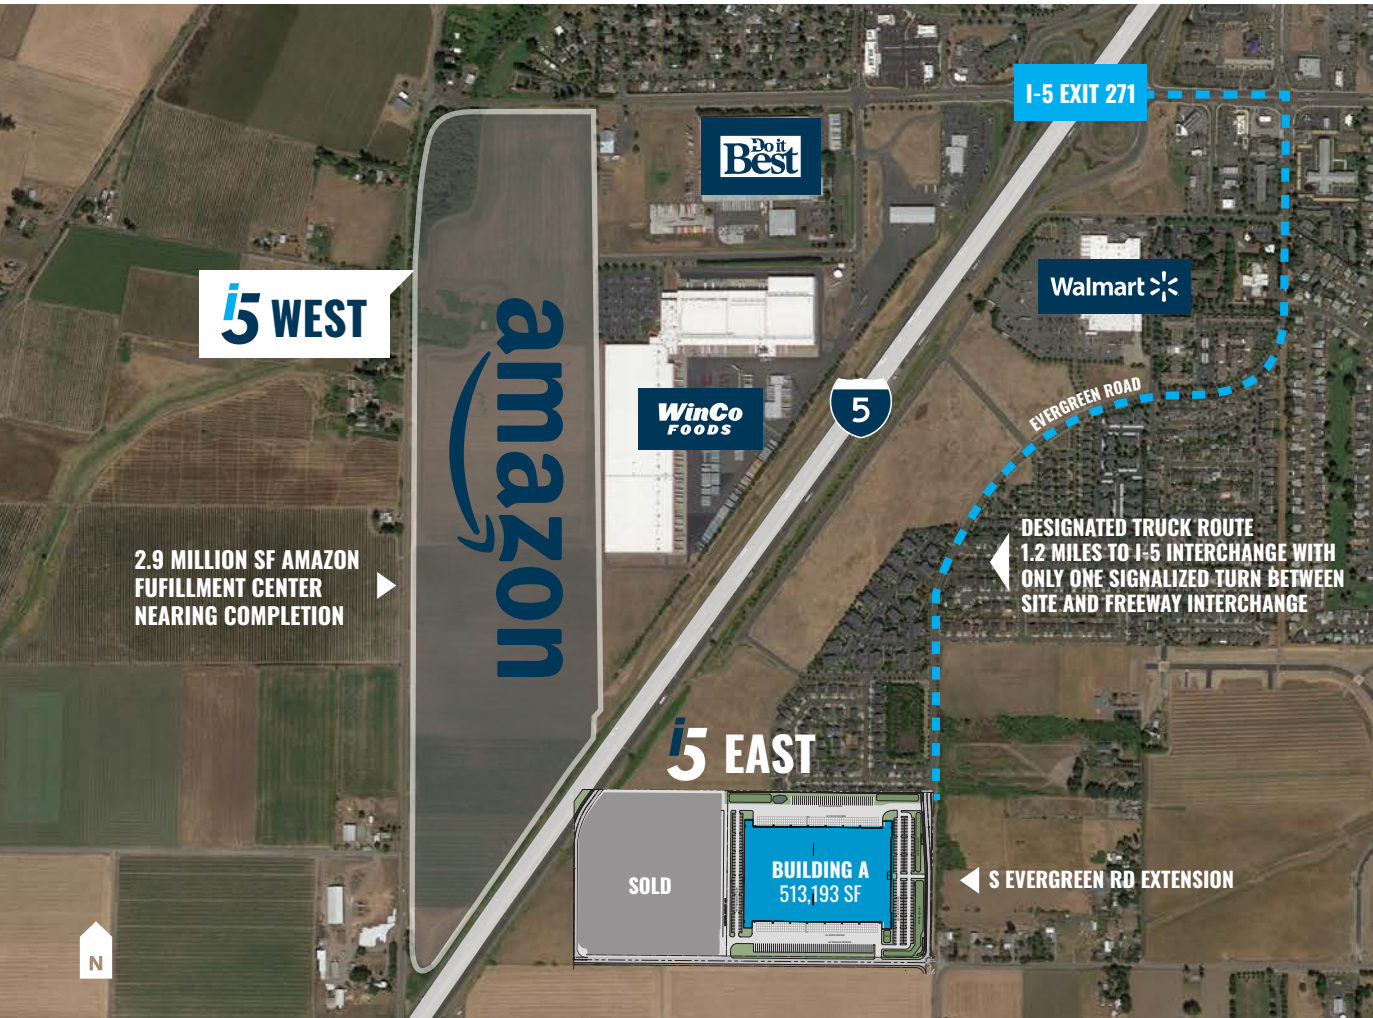 I-5 EXIT 271
Do it
Best
i5 WEST
Walmart
amazon
WinCo
FOODS
5
EVERGREEN ROAD
2.9 MILLION SF AMAZON
FUFILLMENT CENTER
NEARING COMPLETION
DESIGNATED TRUCK ROUTE
1.2 MILES TO I-5 INTERCHANGE WITH
ONLY ONE SIGNALIZED TURN BETWEEN
SITE AND FREEWAY INTERCHANGE
i5 EAST
SOLD
BUILDING A
513,193 SF
S EVERGREEN RD EXTENSION
N